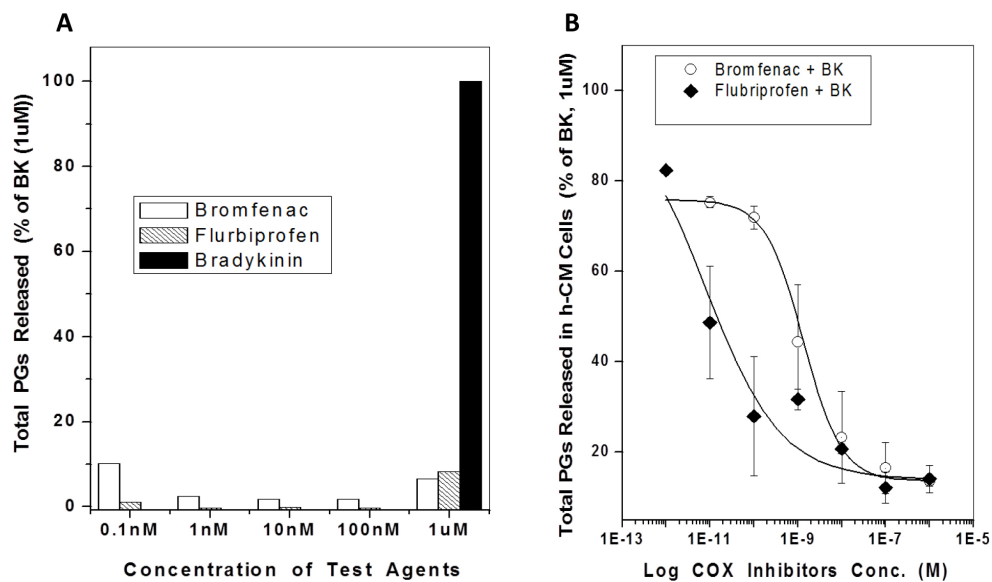 A
Total PGs Released (% of BK (1uM))
100
80
60
40
20
0
Bromfenac
Flurbiprofen
Bradykinin
0.1nM 1nM 10nM 100nM 1uM
Concentration of Test Agents
B
Total PGs Released in h-CM Cells (% of BK, 1uM)
100
80
60
40
20
Bromfenac + BK
Flubriprofen + BK
1E-13 1E-11 1E-9 1E-7 1E-5
Log COX Inhibitors Conc. (M)